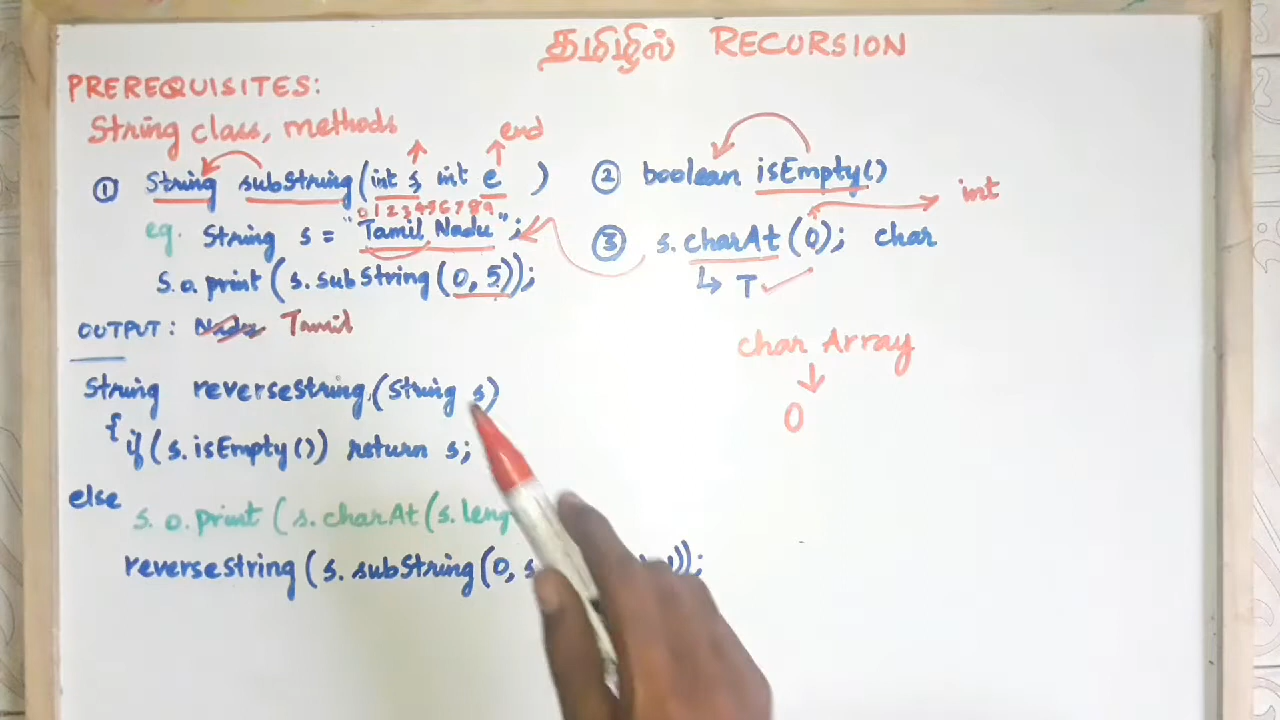 தமிழில் RECURSION
PREREQUISITES:
String class, methods
end
① String subString(int s, int e )
0 1 2 3 4 5 6 7 8 9
eg. String s = "Tamil Nadu";
s.o.print (s.subString(0, 5));
OUTPUT: Nadu Tamil
② boolean isEmpty()
int
③ s.charAt(0); char
↳ T ✓
char Array
0
String reversestring(String s)
{ if(s.isEmpty()) return s;
else
s.o.print (s.charAt(s.leng
reversestring(s.subString(0, s
));